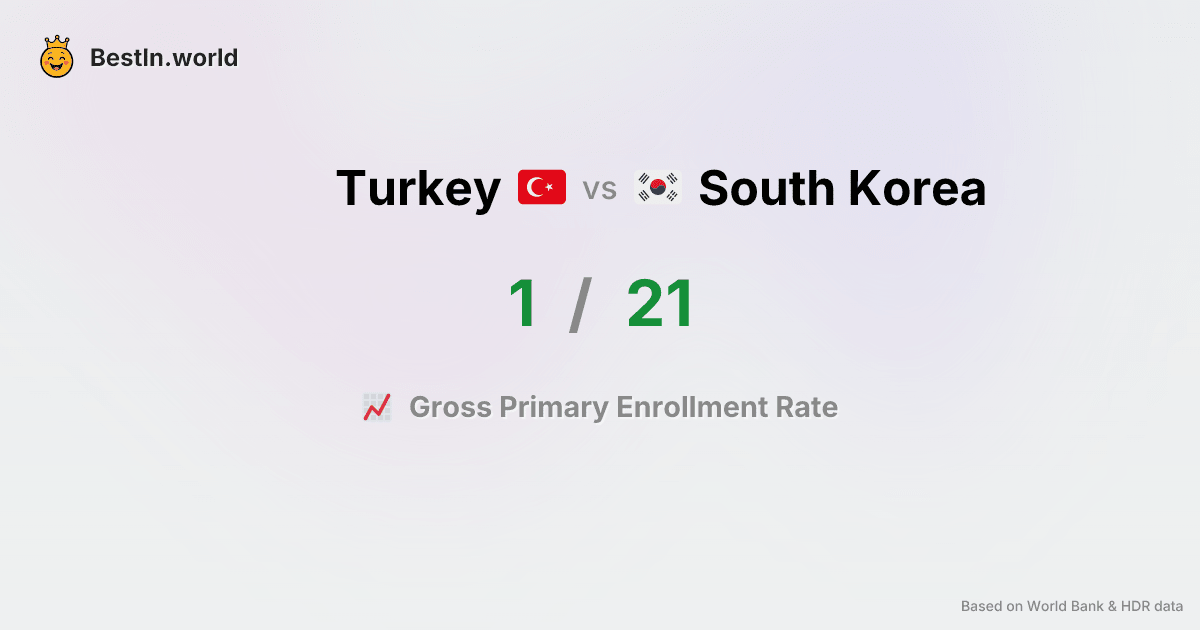 BestIn.world
Turkey vs South Korea
1 / 21
Gross Primary Enrollment Rate
Based on World Bank & HDR data